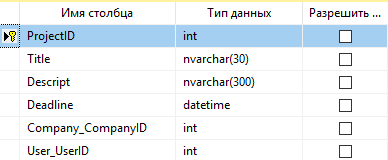 Имя столбца Тип данных Разрешить ...
ProjectID int
Title nvarchar(30)
Descript nvarchar(300)
Deadline datetime
Company_CompanyID int
User_UserID int